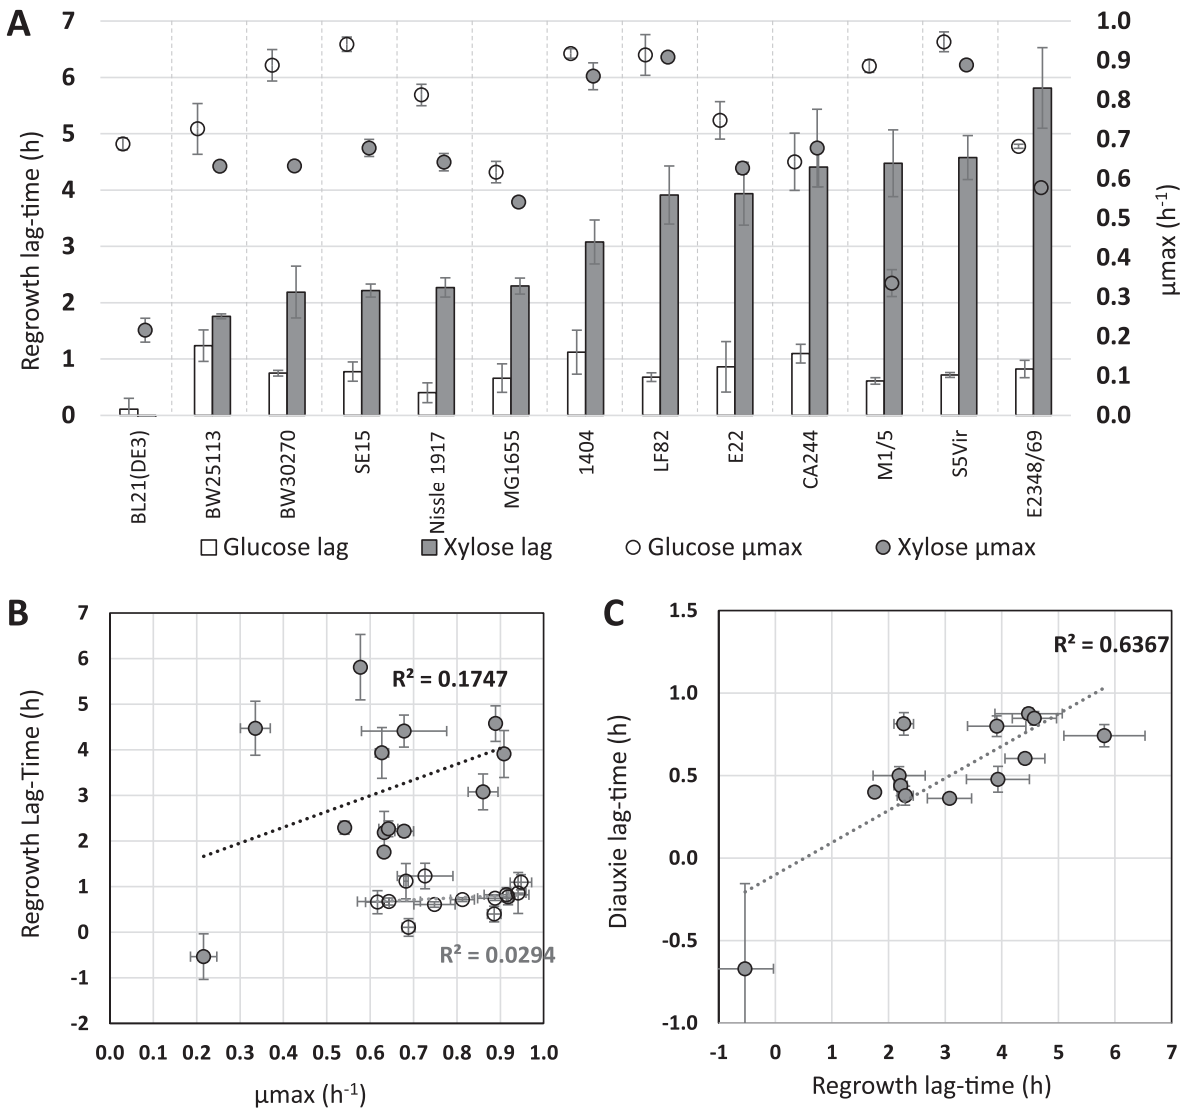 A
Regrowth lag-time (h)
7
6
5
4
3
2
1
0
1.0
0.9
0.8
0.7
0.6
0.5
0.4
0.3
0.2
0.1
0.0
µmax (h⁻¹)
BL21(DE3)
BW25113
BW30270
SE15
Nissle 1917
MG1655
1404
LF82
E22
CA244
M1/5
S5Vir
E2348/69
Glucose lag
Xylose lag
Glucose µmax
Xylose µmax
B
Regrowth Lag-Time (h)
7
6
5
4
3
2
1
0
-1
-2
R² = 0.1747
R² = 0.0294
0.0 0.1 0.2 0.3 0.4 0.5 0.6 0.7 0.8 0.9 1.0
µmax (h⁻¹)
C
Diauxie lag-time (h)
1.5
1.0
0.5
0.0
-0.5
-1.0
R² = 0.6367
-1 0 1 2 3 4 5 6 7
Regrowth lag-time (h)